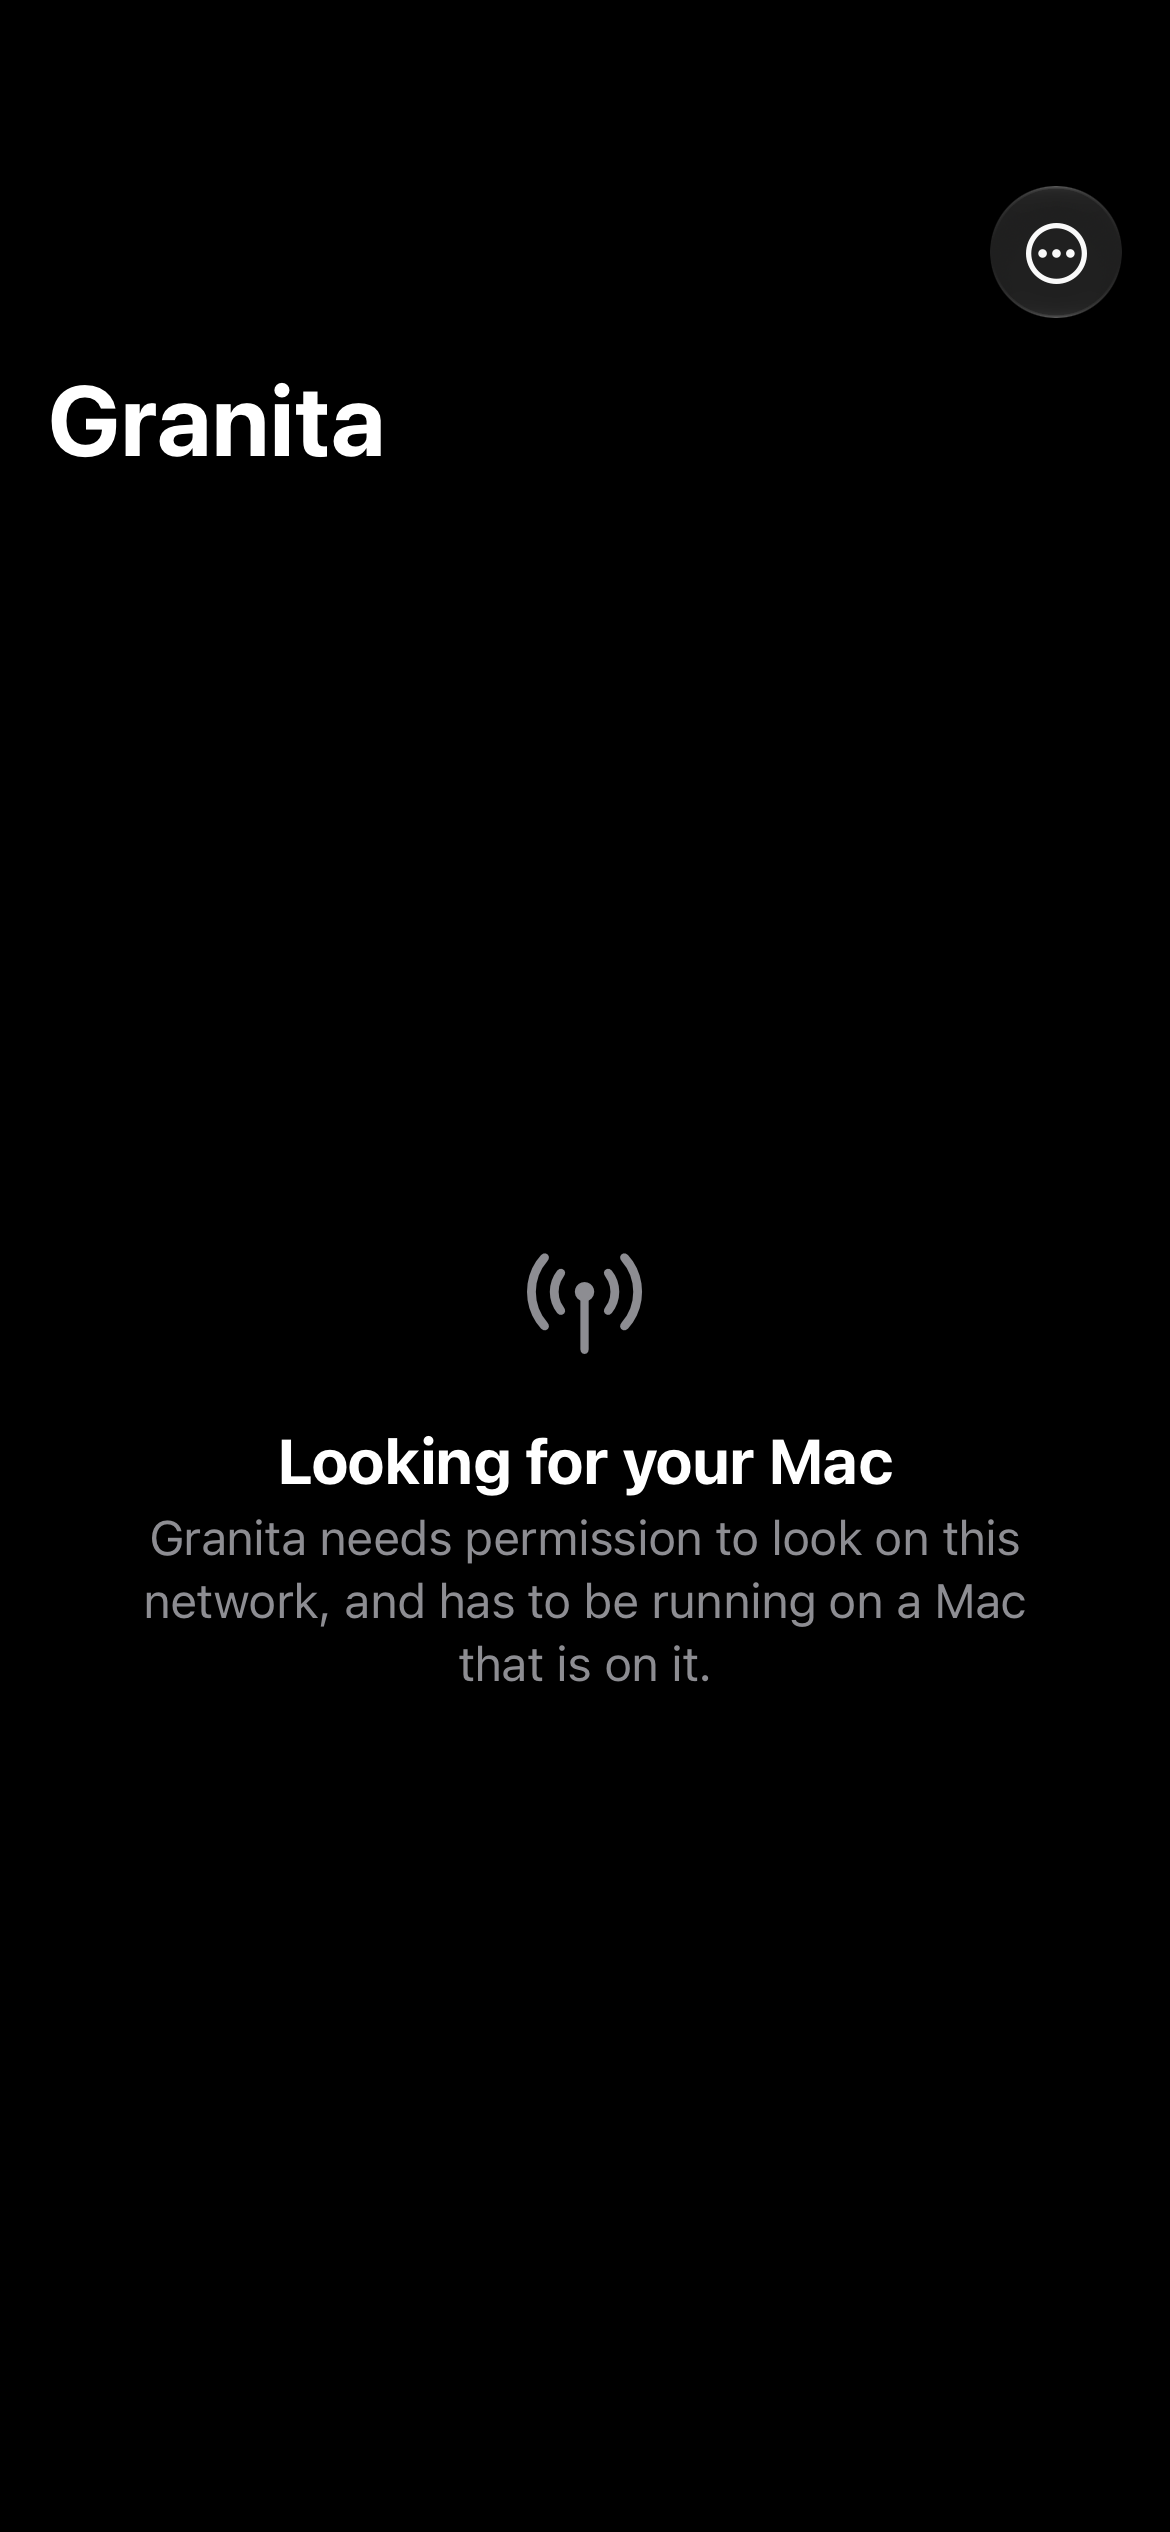 Granita
Looking for your Mac
Granita needs permission to look on this
network, and has to be running on a Mac
that is on it.